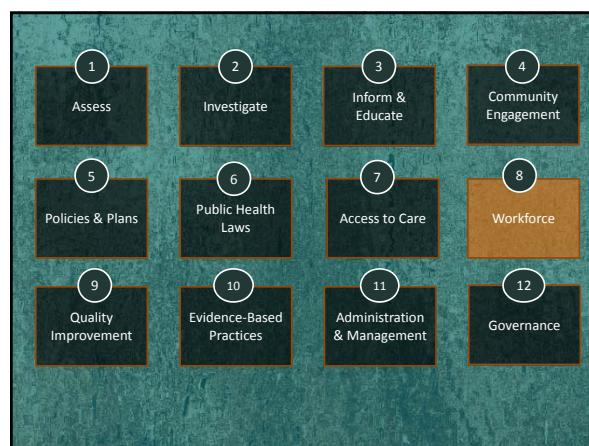 1
Assess
2
Investigate
3
Inform &
Educate
4
Community
Engagement
5
Policies & Plans
6
Public Health
Laws
7
Access to Care
8
Workforce
9
Quality
Improvement
10
Evidence-Based
Practices
11
Administration
& Management
12
Governance